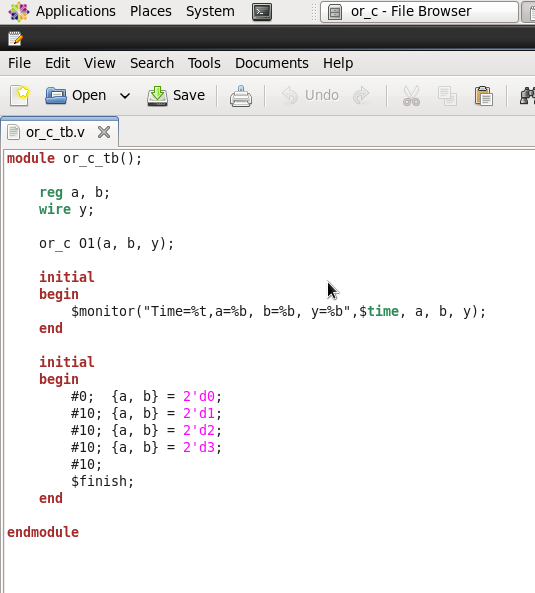 Applications Places System or_c - File Browser
File Edit View Search Tools Documents Help
Open Save Undo
or_c_tb.v
module or_c_tb();
reg a, b;
wire y;
or_c O1(a, b, y);
initial
begin
$monitor("Time=%t,a=%b, b=%b, y=%b",$time, a, b, y);
end
initial
begin
#0;  {a, b} = 2'd0;
#10; {a, b} = 2'd1;
#10; {a, b} = 2'd2;
#10; {a, b} = 2'd3;
#10;
$finish;
end
endmodule